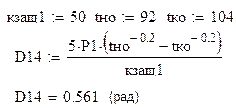 кзаш1 := 50 tно := 92 tко := 104
D14 := 5·P1·(tно^-0.2 − tко^-0.2) / кзаш1
D14 = 0.561 (рад)